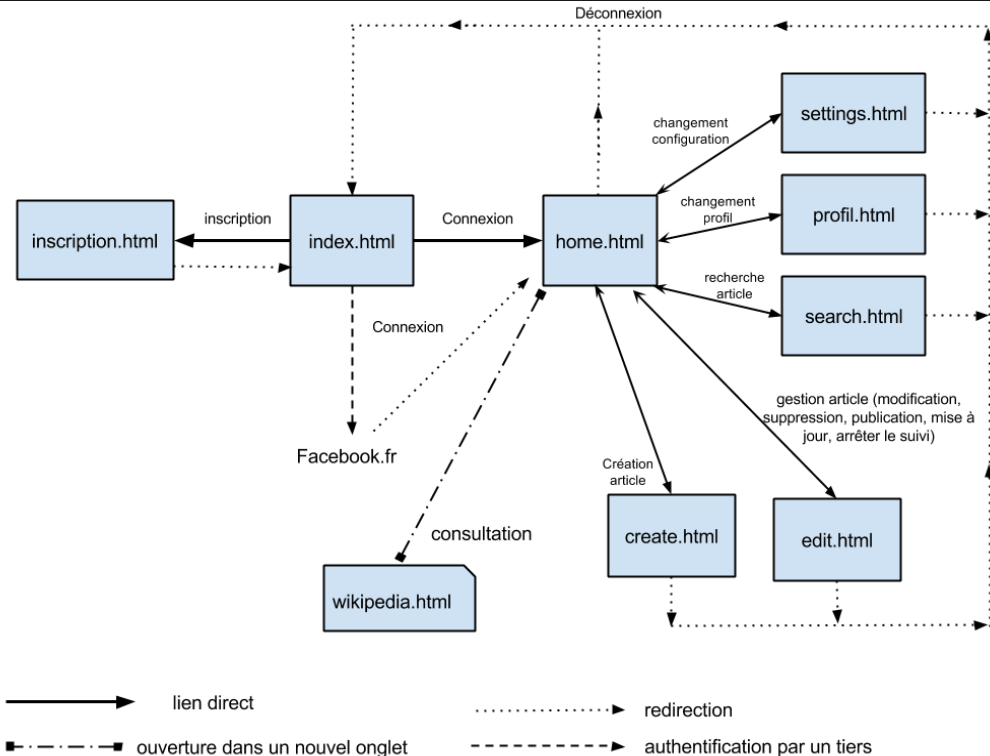 Déconnexion
settings.html
changement
configuration
inscription.html
inscription
index.html
Connexion
home.html
changement
profil
profil.html
recherche
article
search.html
Connexion
gestion article (modification,
suppression, publication, mise à
jour, arrêter le suivi)
Facebook.fr
Création
article
consultation
create.html
edit.html
wikipedia.html
lien direct
redirection
ouverture dans un nouvel onglet
authentification par un tiers